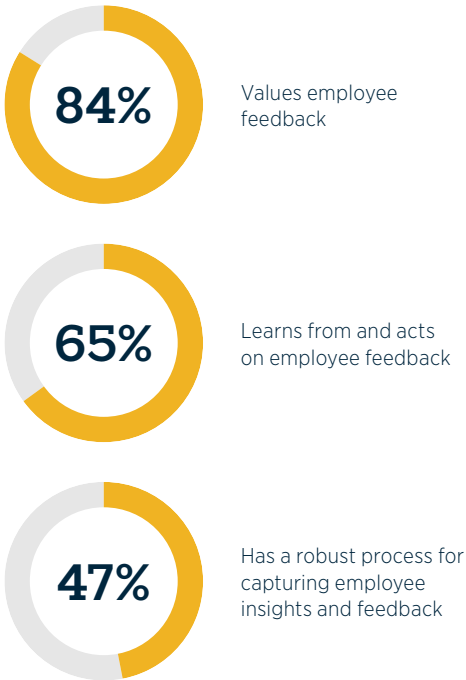 84%
Values employee
feedback
65%
Learns from and acts
on employee feedback
47%
Has a robust process for
capturing employee
insights and feedback